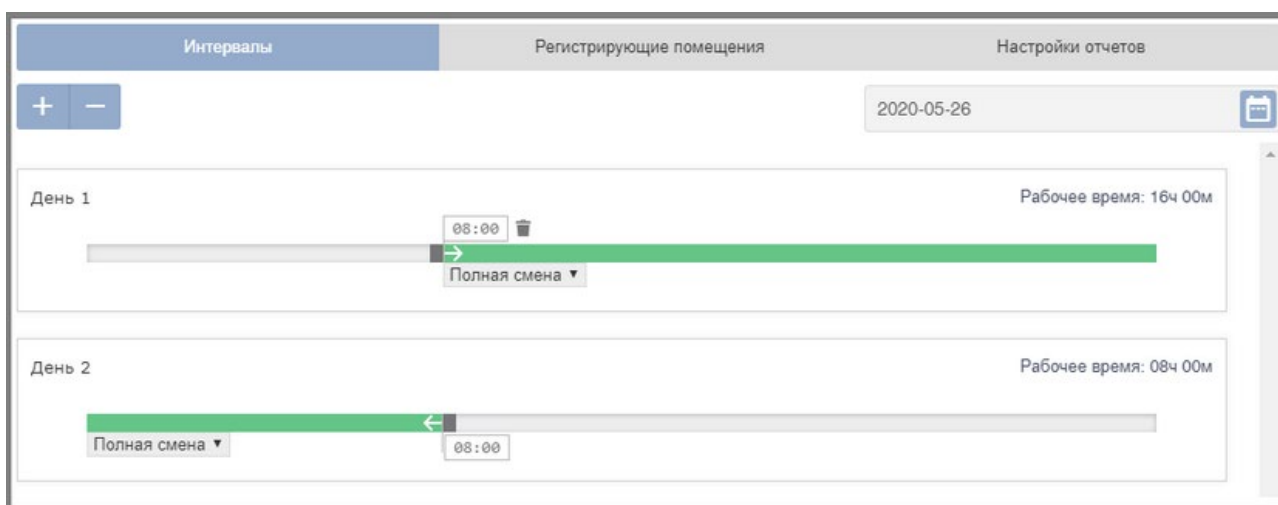 Интервалы
Регистрирующие помещения
Настройки отчетов
2020-05-26
День 1
Рабочее время: 16ч 00м
08:00
Полная смена
День 2
Рабочее время: 08ч 00м
Полная смена
08:00